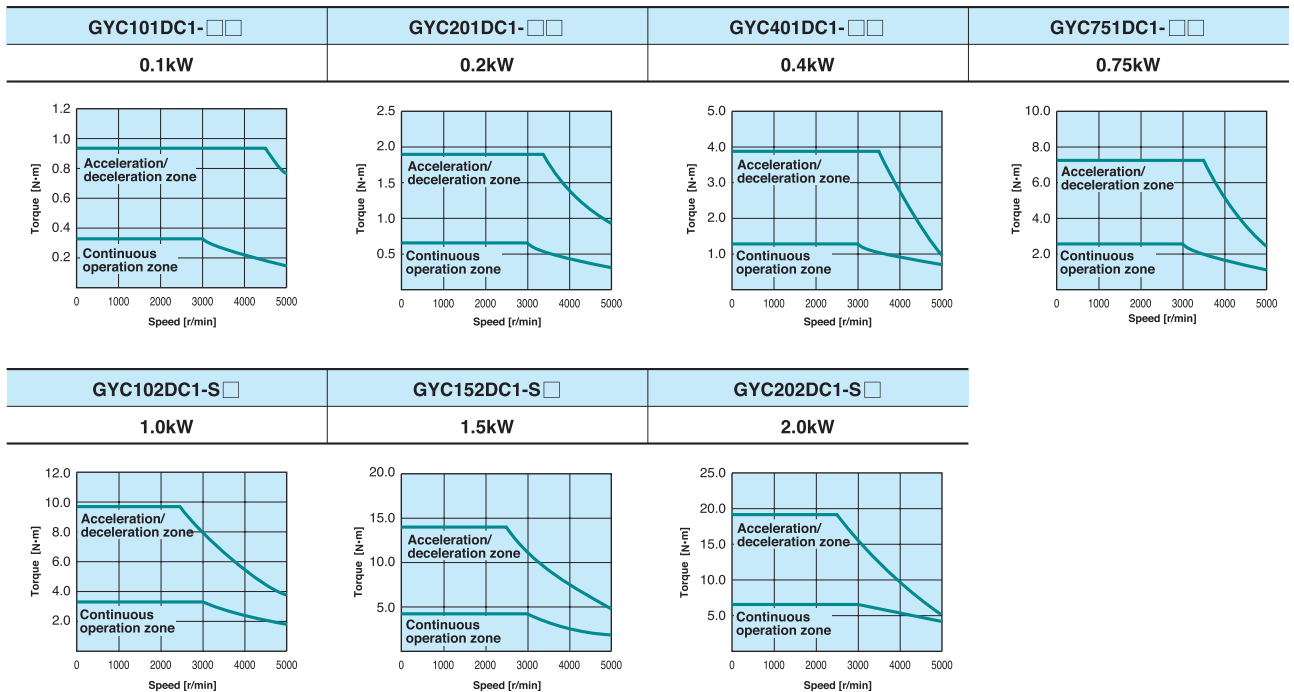 GYC101DC1-□□ GYC201DC1-□□ GYC401DC1-□□ GYC751DC1-□□
0.1kW 0.2kW 0.4kW 0.75kW
1.2
1.0
0.8
0.6
0.4
0.2
Torque [N•m]
Acceleration/
deceleration zone
Continuous
operation zone
0 1000 2000 3000 4000 5000
Speed [r/min]
2.5
2.0
1.5
1.0
0.5
Torque [N•m]
Acceleration/
deceleration zone
Continuous
operation zone
0 1000 2000 3000 4000 5000
Speed [r/min]
5.0
4.0
3.0
2.0
1.0
Torque [N•m]
Acceleration/
deceleration zone
Continuous
operation zone
0 1000 2000 3000 4000 5000
Speed [r/min]
10.0
8.0
6.0
4.0
2.0
Torque [N•m]
Acceleration/
deceleration zone
Continuous
operation zone
0 1000 2000 3000 4000 5000
Speed [r/min]
GYC102DC1-S□ GYC152DC1-S□ GYC202DC1-S□
1.0kW 1.5kW 2.0kW
12.0
10.0
8.0
6.0
4.0
2.0
Torque [N•m]
Acceleration/
deceleration zone
Continuous
operation zone
0 1000 2000 3000 4000 5000
Speed [r/min]
20.0
15.0
10.0
5.0
Torque [N•m]
Acceleration/
deceleration zone
Continuous
operation zone
0 1000 2000 3000 4000 5000
Speed [r/min]
25.0
20.0
15.0
10.0
5.0
Torque [N•m]
Acceleration/
deceleration zone
Continuous
operation zone
0 1000 2000 3000 4000 5000
Speed [r/min]